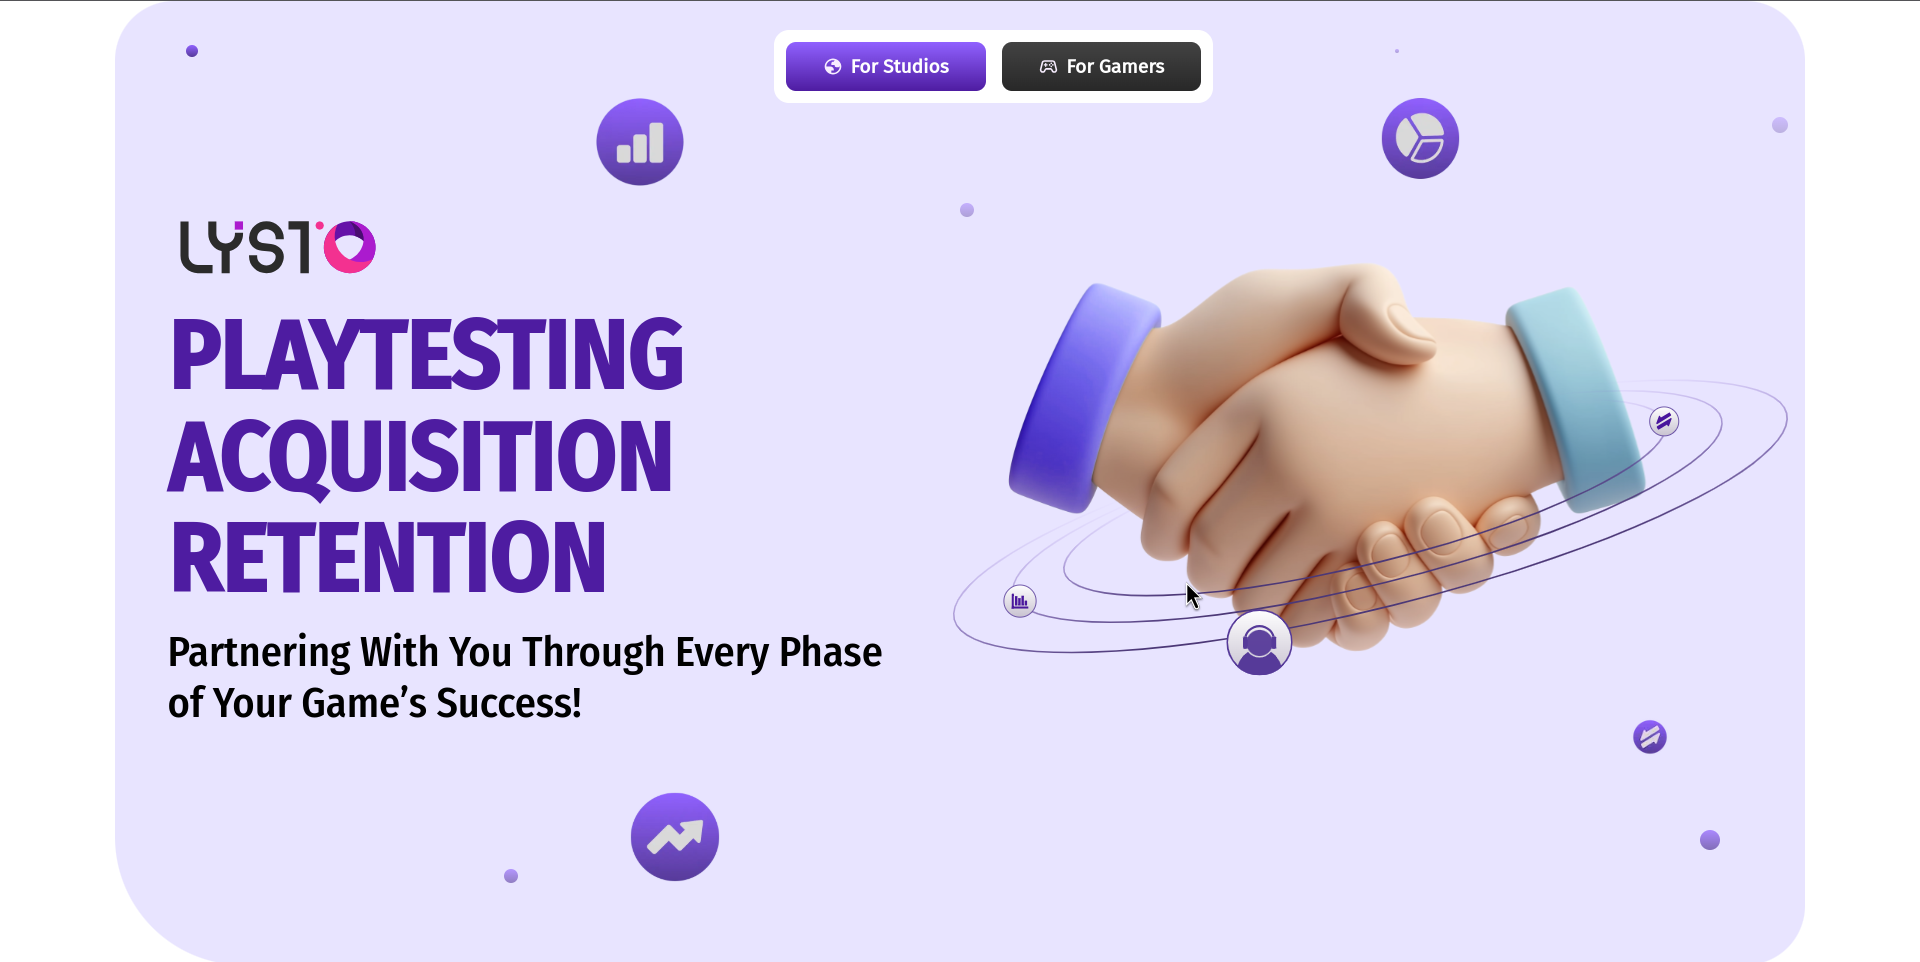 For Studios
For Gamers
LYSTO
PLAYTESTING
ACQUISITION
RETENTION
Partnering With You Through Every Phase
of Your Game’s Success!